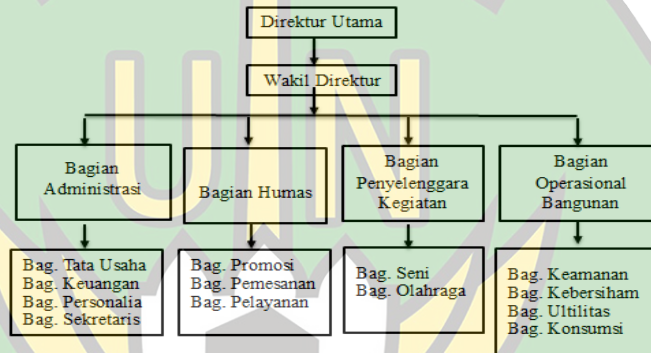 Direktur Utama
Wakil Direktur
Bagian
Administrasi
Bagian Humas
Bagian
Penyelenggara
Kegiatan
Bagian
Operasional
Bangunan
Bag. Tata Usaha
Bag. Keuangan
Bag. Personalia
Bag. Sekretaris
Bag. Promosi
Bag. Pemesanan
Bag. Pelayanan
Bag. Seni
Bag. Olahraga
Bag. Keamanan
Bag. Kebersiham
Bag. Ultilitas
Bag. Konsumsi
UIN